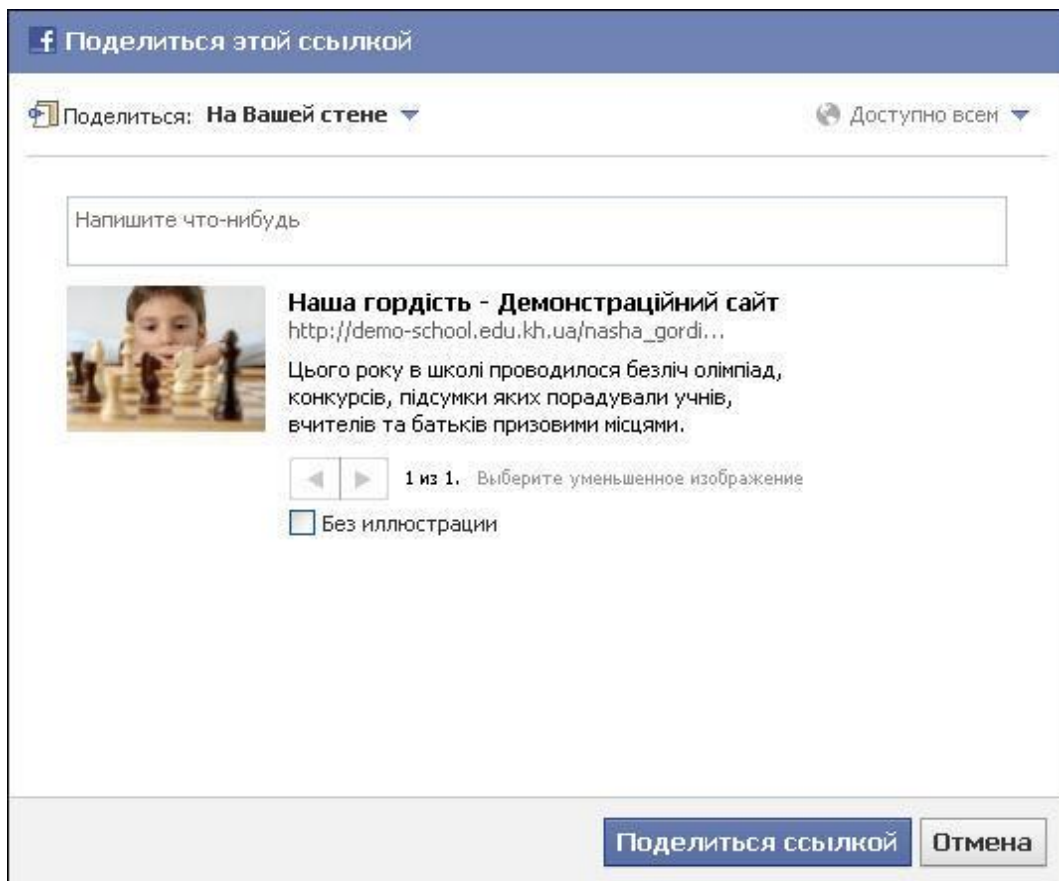 Поделиться этой ссылкой
Поделиться: На Вашей стене
Доступно всем
Напишите что-нибудь
Наша гордість - Демонстраційний сайт
http://demo-school.edu.kh.ua/nasha_gordi...
Цього року в школі проводилося безліч олімпіад,
конкурсів, підсумки яких порадували учнів,
вчителів та батьків призовими місцями.
1 из 1. Выберите уменьшенное изображение
Без иллюстрации
Поделиться ссылкой Отмена